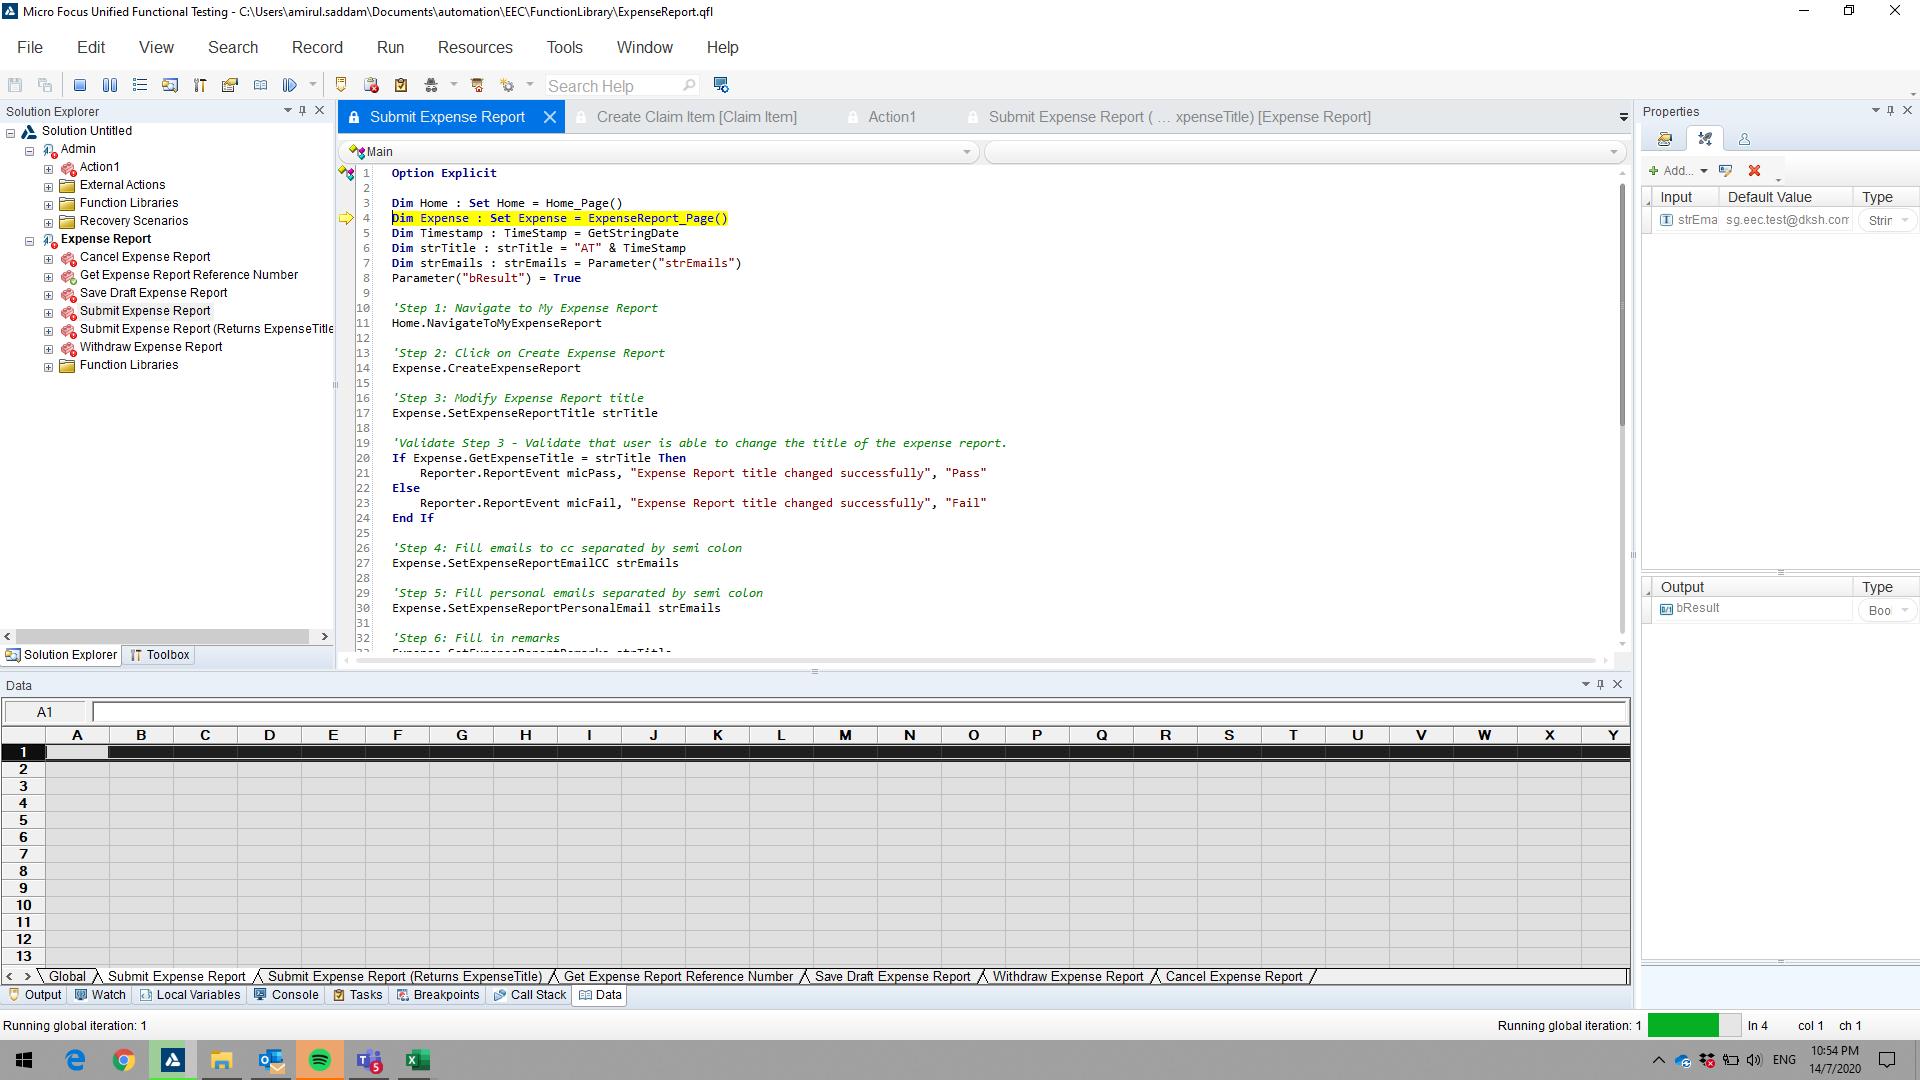 Micro Focus Unified Functional Testing - C:\Users\amirul.saddam\Documents\automation\EEC\FunctionLibrary\ExpenseReport.qfl
File Edit View Search Record Run Resources Tools Window Help
Search Help
Solution Explorer
Solution Untitled
Admin
Action1
External Actions
Function Libraries
Recovery Scenarios
Expense Report
Cancel Expense Report
Get Expense Report Reference Number
Save Draft Expense Report
Submit Expense Report
Submit Expense Report (Returns ExpenseTitle
Withdraw Expense Report
Function Libraries
Solution Explorer Toolbox
Submit Expense Report Create Claim Item [Claim Item] Action1 Submit Expense Report ( ... xpenseTitle) [Expense Report]
Main
1 Option Explicit
2
3 Dim Home : Set Home = Home_Page()
4 Dim Expense : Set Expense = ExpenseReport_Page()
5 Dim Timestamp : TimeStamp = GetStringDate
6 Dim strTitle : strTitle = "AT" & TimeStamp
7 Dim strEmails : strEmails = Parameter("strEmails")
8 Parameter("bResult") = True
9
10 'Step 1: Navigate to My Expense Report
11 Home.NavigateToMyExpenseReport
12
13 'Step 2: Click on Create Expense Report
14 Expense.CreateExpenseReport
15
16 'Step 3: Modify Expense Report title
17 Expense.SetExpenseReportTitle strTitle
18
19 'Validate Step 3 - Validate that user is able to change the title of the expense report.
20 If Expense.GetExpenseTitle = strTitle Then
21 Reporter.ReportEvent micPass, "Expense Report title changed successfully", "Pass"
22 Else
23 Reporter.ReportEvent micFail, "Expense Report title changed successfully", "Fail"
24 End If
25
26 'Step 4: Fill emails to cc separated by semi colon
27 Expense.SetExpenseReportEmailCC strEmails
28
29 'Step 5: Fill personal emails separated by semi colon
30 Expense.SetExpenseReportPersonalEmail strEmails
31
32 'Step 6: Fill in remarks
Properties
Add...
Input Default Value Type
strEma sg.eec.test@dksh.com Strin
Output Type
bResult Bool
Data
A1
A B C D E F G H I J K L M N O P Q R S T U V W X Y
1
2
3
4
5
6
7
8
9
10
11
12
13
Global Submit Expense Report Submit Expense Report (Returns ExpenseTitle) Get Expense Report Reference Number Save Draft Expense Report Withdraw Expense Report Cancel Expense Report
Output Watch Local Variables Console Tasks Breakpoints Call Stack Data
Running global iteration: 1 Running global iteration: 1 ln 4 col 1 ch 1
5
ENG
10:54 PM
14/7/2020